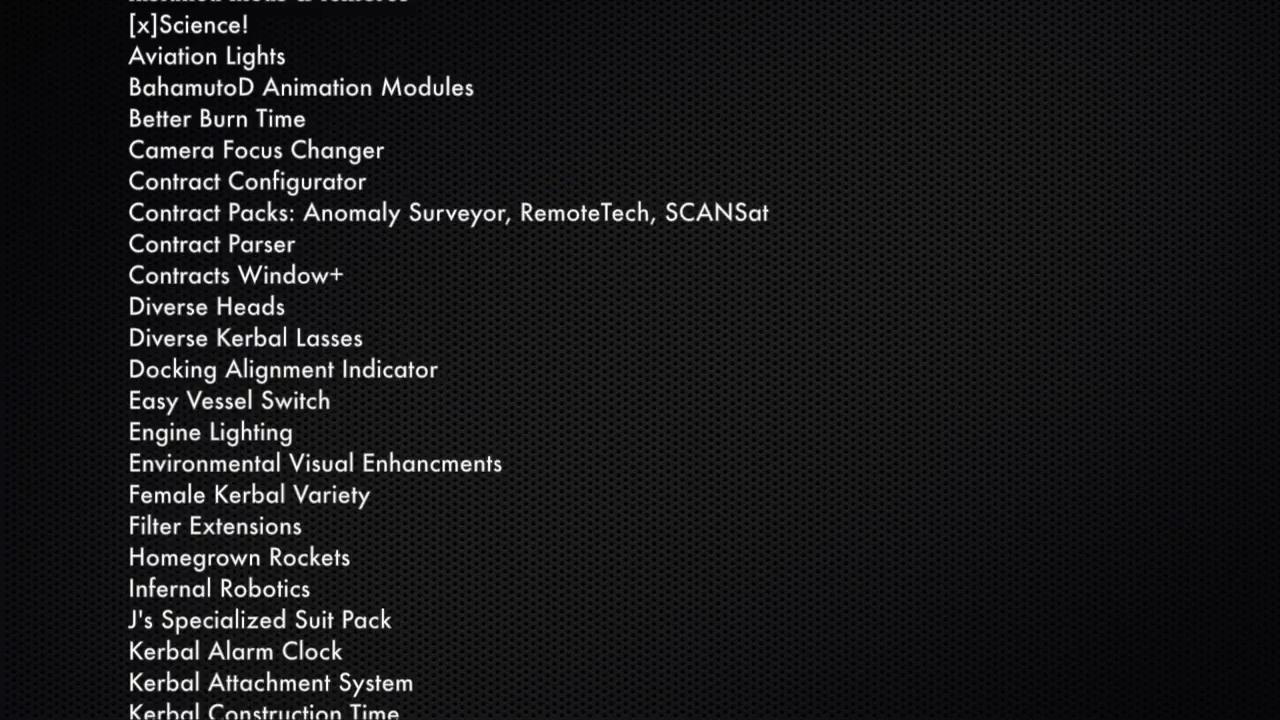 [x]Science!
Aviation Lights
BahamutoD Animation Modules
Better Burn Time
Camera Focus Changer
Contract Configurator
Contract Packs: Anomaly Surveyor, RemoteTech, SCANSat
Contract Parser
Contracts Window+
Diverse Heads
Diverse Kerbal Lasses
Docking Alignment Indicator
Easy Vessel Switch
Engine Lighting
Environmental Visual Enhancments
Female Kerbal Variety
Filter Extensions
Homegrown Rockets
Infernal Robotics
J's Specialized Suit Pack
Kerbal Alarm Clock
Kerbal Attachment System
Kerbal Construction Time